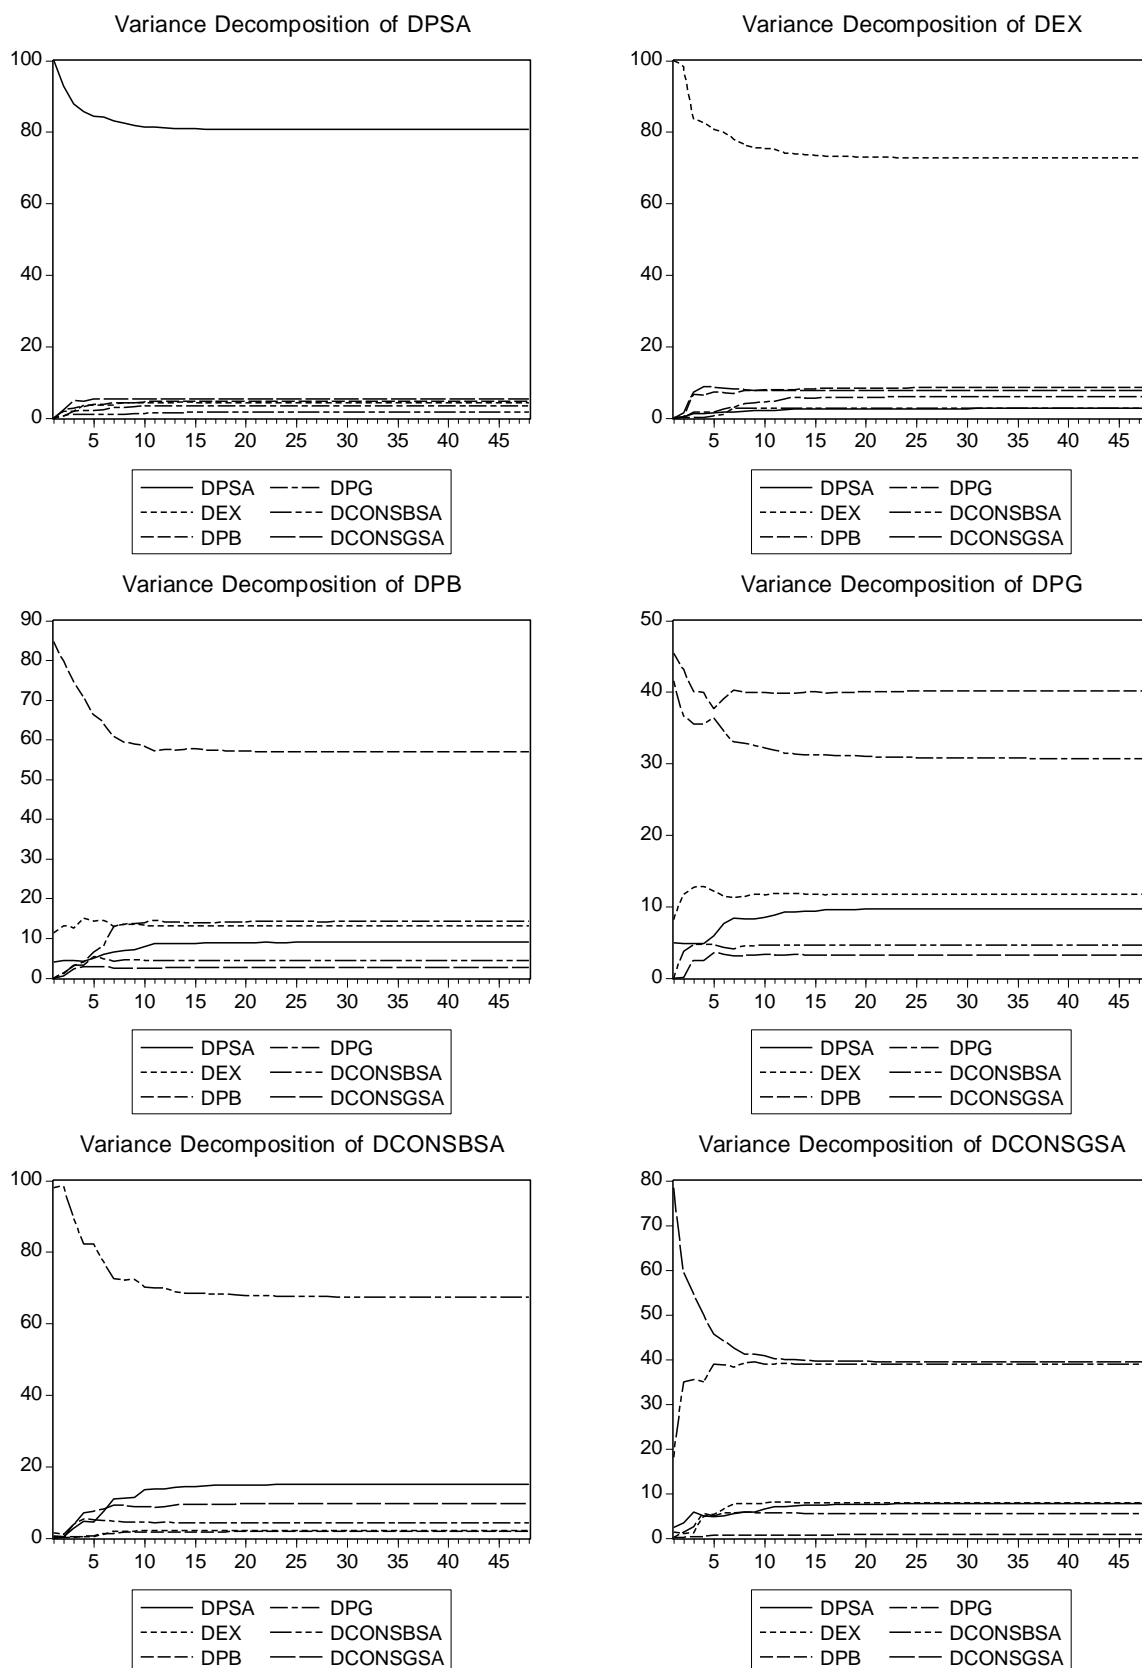 Variance Decomposition of DPSA
100
80
60
40
20
0
5 10 15 20 25 30 35 40 45
DPSA DPG
DEX DCONSBSA
DPB DCONSGSA
Variance Decomposition of DEX
100
80
60
40
20
0
5 10 15 20 25 30 35 40 45
DPSA DPG
DEX DCONSBSA
DPB DCONSGSA
Variance Decomposition of DPB
90
80
70
60
50
40
30
20
10
0
5 10 15 20 25 30 35 40 45
DPSA DPG
DEX DCONSBSA
DPB DCONSGSA
Variance Decomposition of DPG
50
40
30
20
10
0
5 10 15 20 25 30 35 40 45
DPSA DPG
DEX DCONSBSA
DPB DCONSGSA
Variance Decomposition of DCONSBSA
100
80
60
40
20
0
5 10 15 20 25 30 35 40 45
DPSA DPG
DEX DCONSBSA
DPB DCONSGSA
Variance Decomposition of DCONSGSA
80
70
60
50
40
30
20
10
0
5 10 15 20 25 30 35 40 45
DPSA DPG
DEX DCONSBSA
DPB DCONSGSA